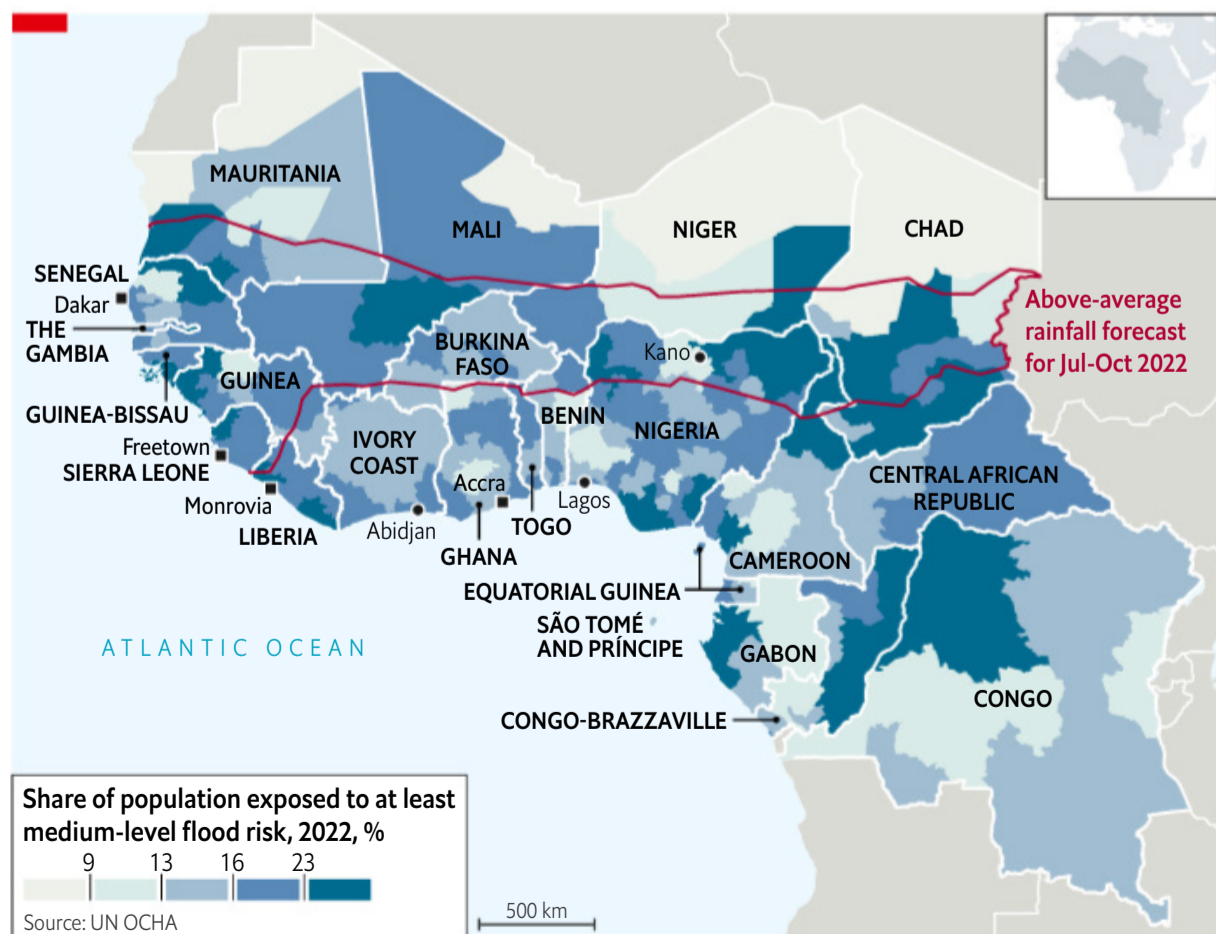 MAURITANIA
MALI
NIGER
CHAD
SENEGAL
Dakar
THE
GAMBIA
Above-average
rainfall forecast
for Jul-Oct 2022
BURKINA
FASO
Kano
GUINEA
GUINEA-BISSAU
BENIN
NIGERIA
IVORY
COAST
Freetown
SIERRA LEONE
CENTRAL AFRICAN
REPUBLIC
Monrovia
Accra
Lagos
LIBERIA
Abidjan
TOGO
GHANA
CAMEROON
EQUATORIAL GUINEA
SÃO TOMÉ
AND PRÍNCIPE
ATLANTIC OCEAN
GABON
CONGO
CONGO-BRAZZAVILLE
Share of population exposed to at least
medium-level flood risk, 2022, %
9 13 16 23
Source: UN OCHA
500 km